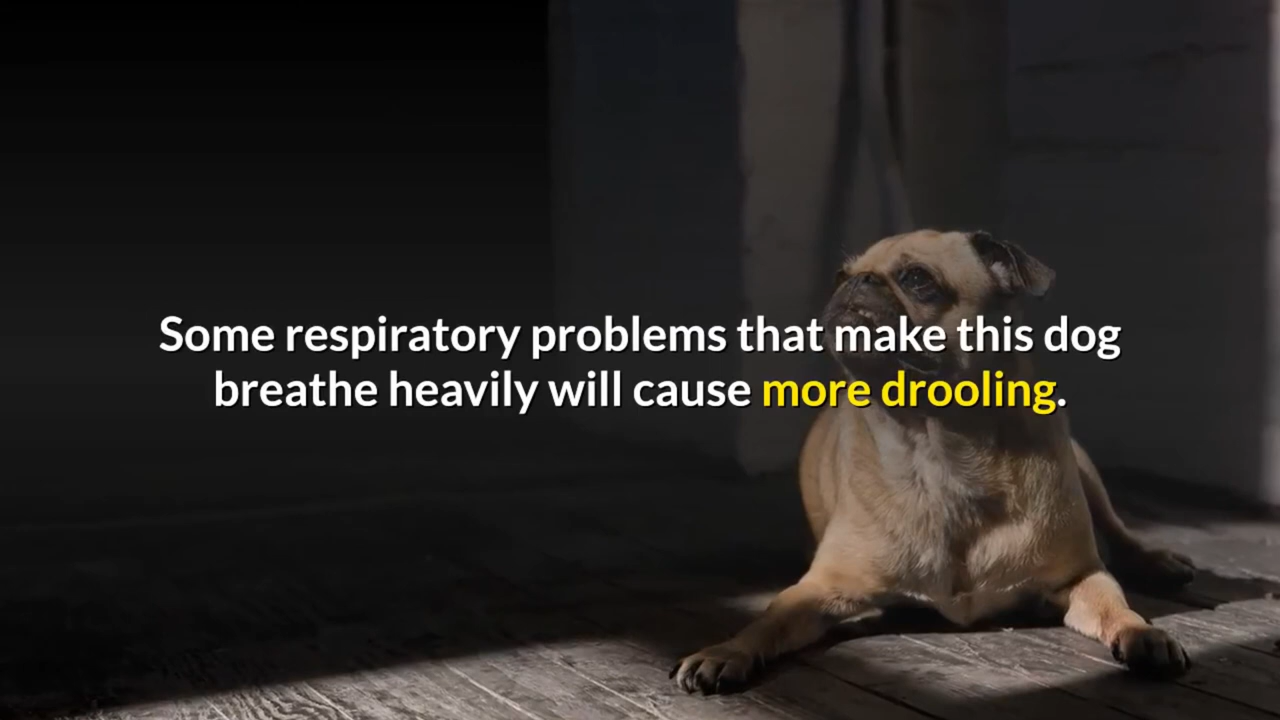 Some respiratory problems that make this dog
breathe heavily will cause more drooling.